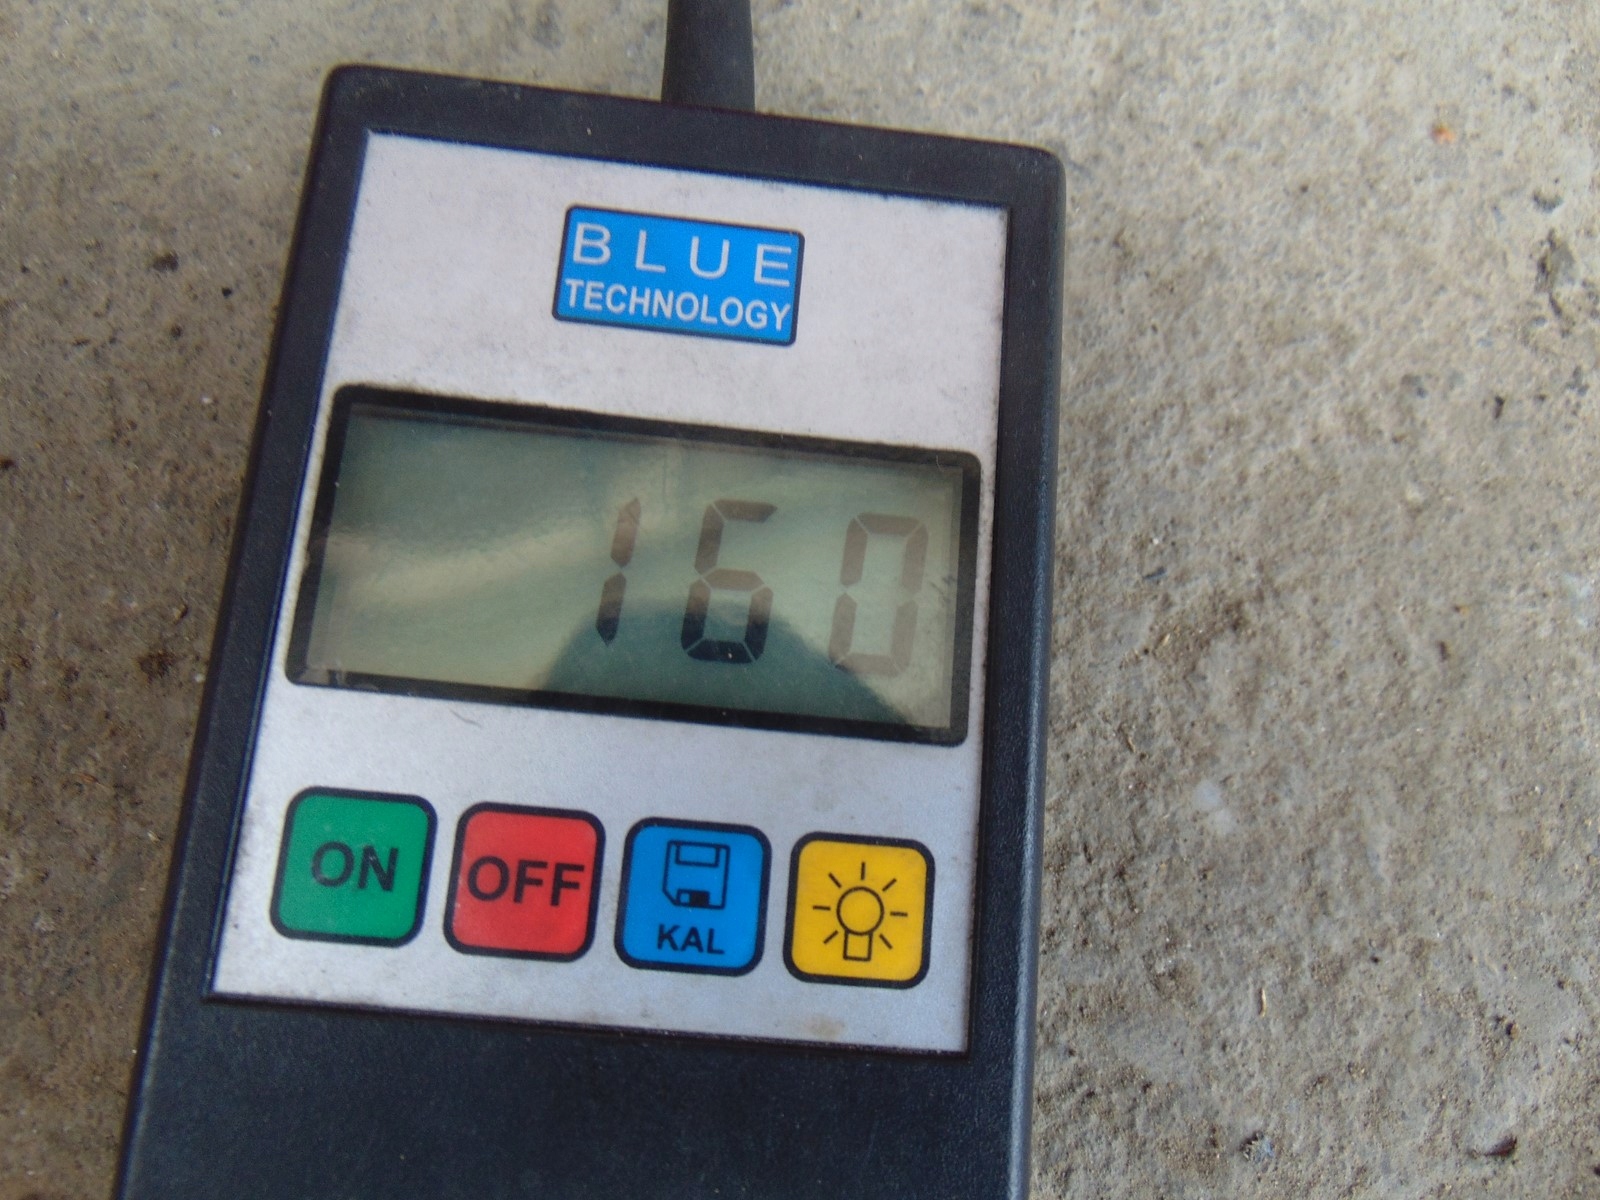 BLUE
TECHNOLOGY
160
ON
OFF
KAL